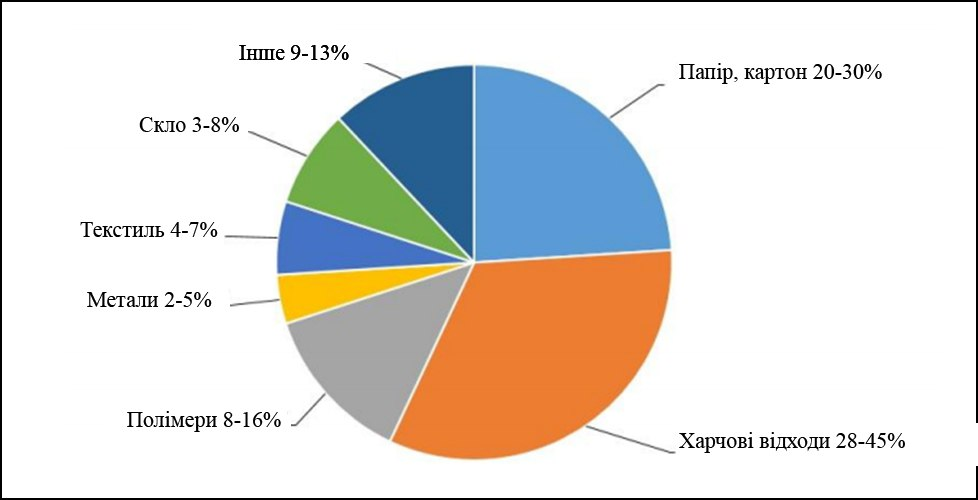 Інше 9-13%
Папір, картон 20-30%
Скло 3-8%
Текстиль 4-7%
Метали 2-5%
Полімери 8-16%
Харчові відходи 28-45%